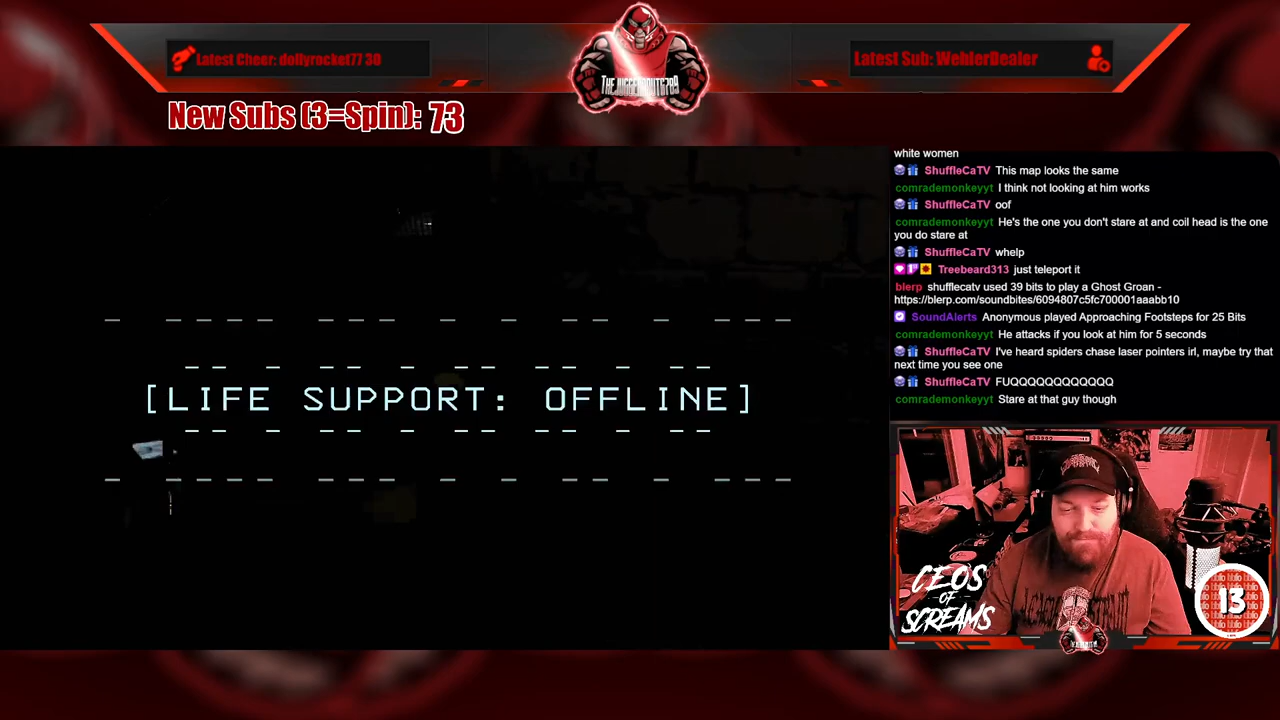 Latest Cheer: dollyrocket77 30
THEJUGGERNAUT6789
Latest Sub: WehlerDealer
New Subs (3=Spin): 73
white women
ShuffleCaTV This map looks the same
comrademonkeyyt I think not looking at him works
ShuffleCaTV oof
comrademonkeyyt He's the one you don't stare at and coil head is the one
you do stare at
ShuffleCaTV whelp
Treebeard313 just teleport it
blerp shufflecatv used 39 bits to play a Ghost Groan -
https://blerp.com/soundbites/6094807c5fc700001aaabb10
SoundAlerts Anonymous played Approaching Footsteps for 25 Bits
comrademonkeyyt He attacks if you look at him for 5 seconds
ShuffleCaTV I've heard spiders chase laser pointers irl, maybe try that
next time you see one
ShuffleCaTV FUQQQQQQQQQQQQ
comrademonkeyyt Stare at that guy though
[LIFE SUPPORT: OFFLINE]
CEOS
OF
SCREAMS
13